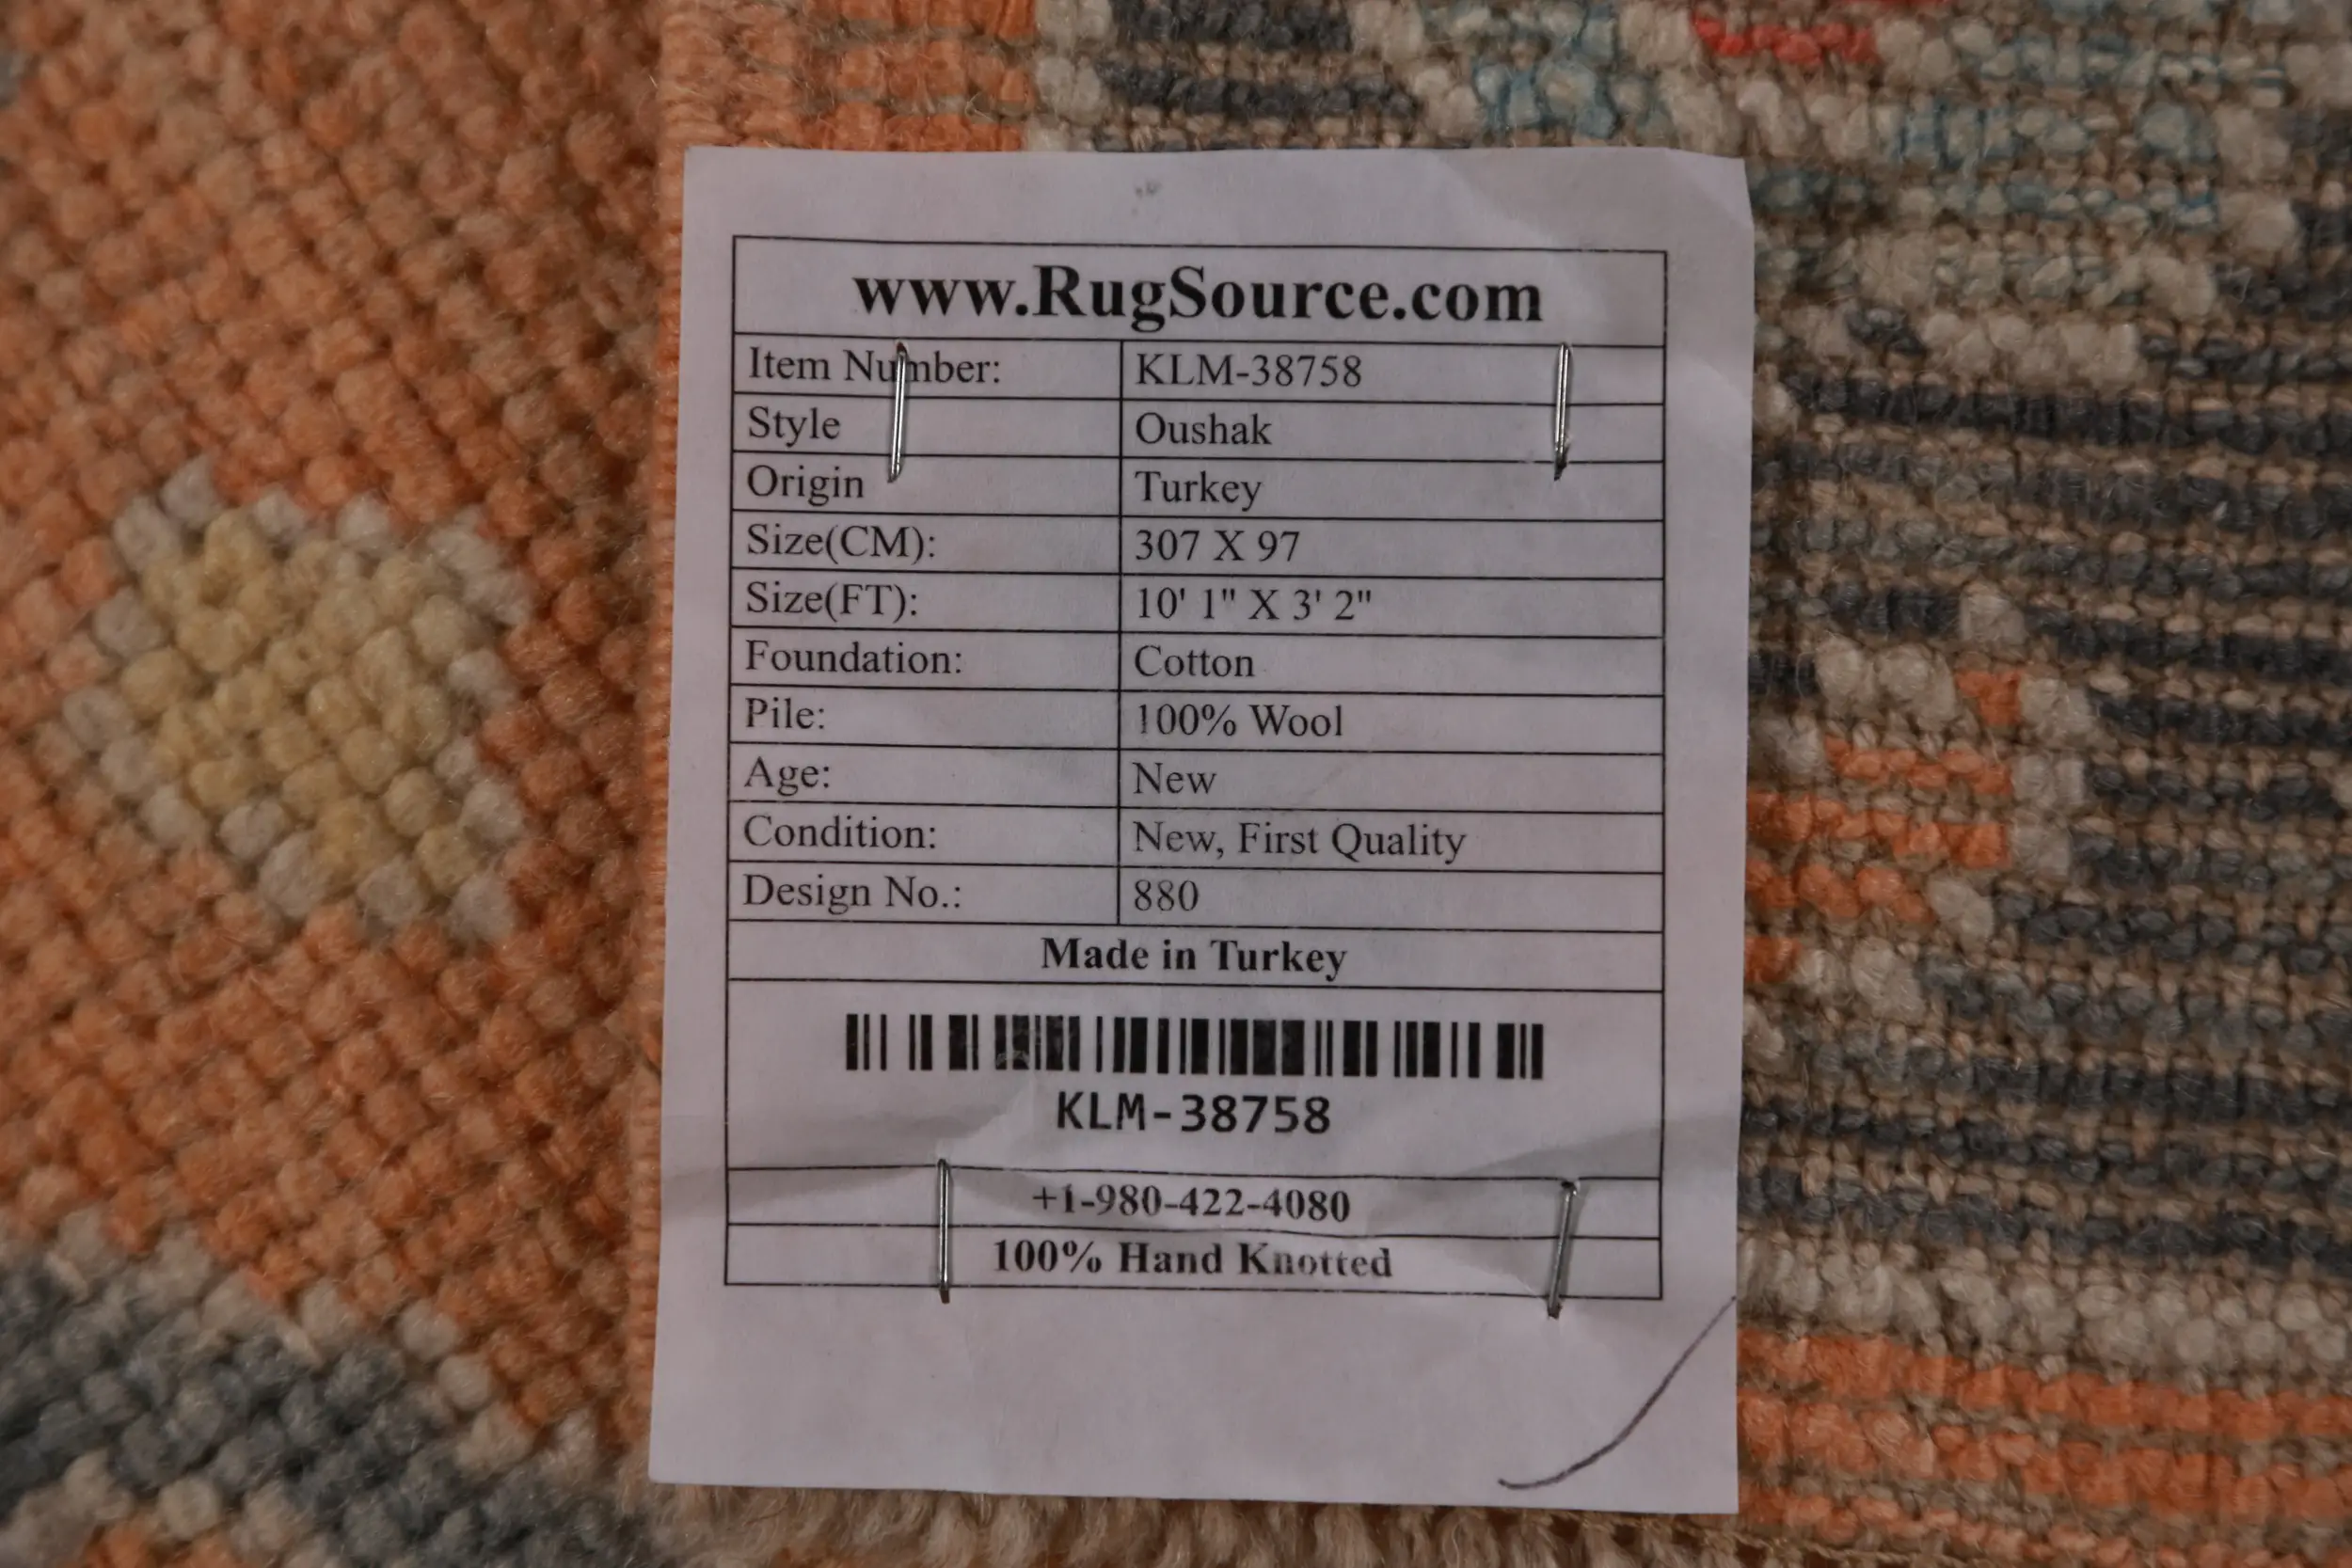 www.RugSource.com
Item Number: KLM-38758
Style Oushak
Origin Turkey
Size(CM): 307 X 97
Size(FT): 10' 1" X 3' 2"
Foundation: Cotton
Pile: 100% Wool
Age: New
Condition: New, First Quality
Design No.: 880
Made in Turkey
KLM-38758
+1-980-422-4080
100% Hand Knotted